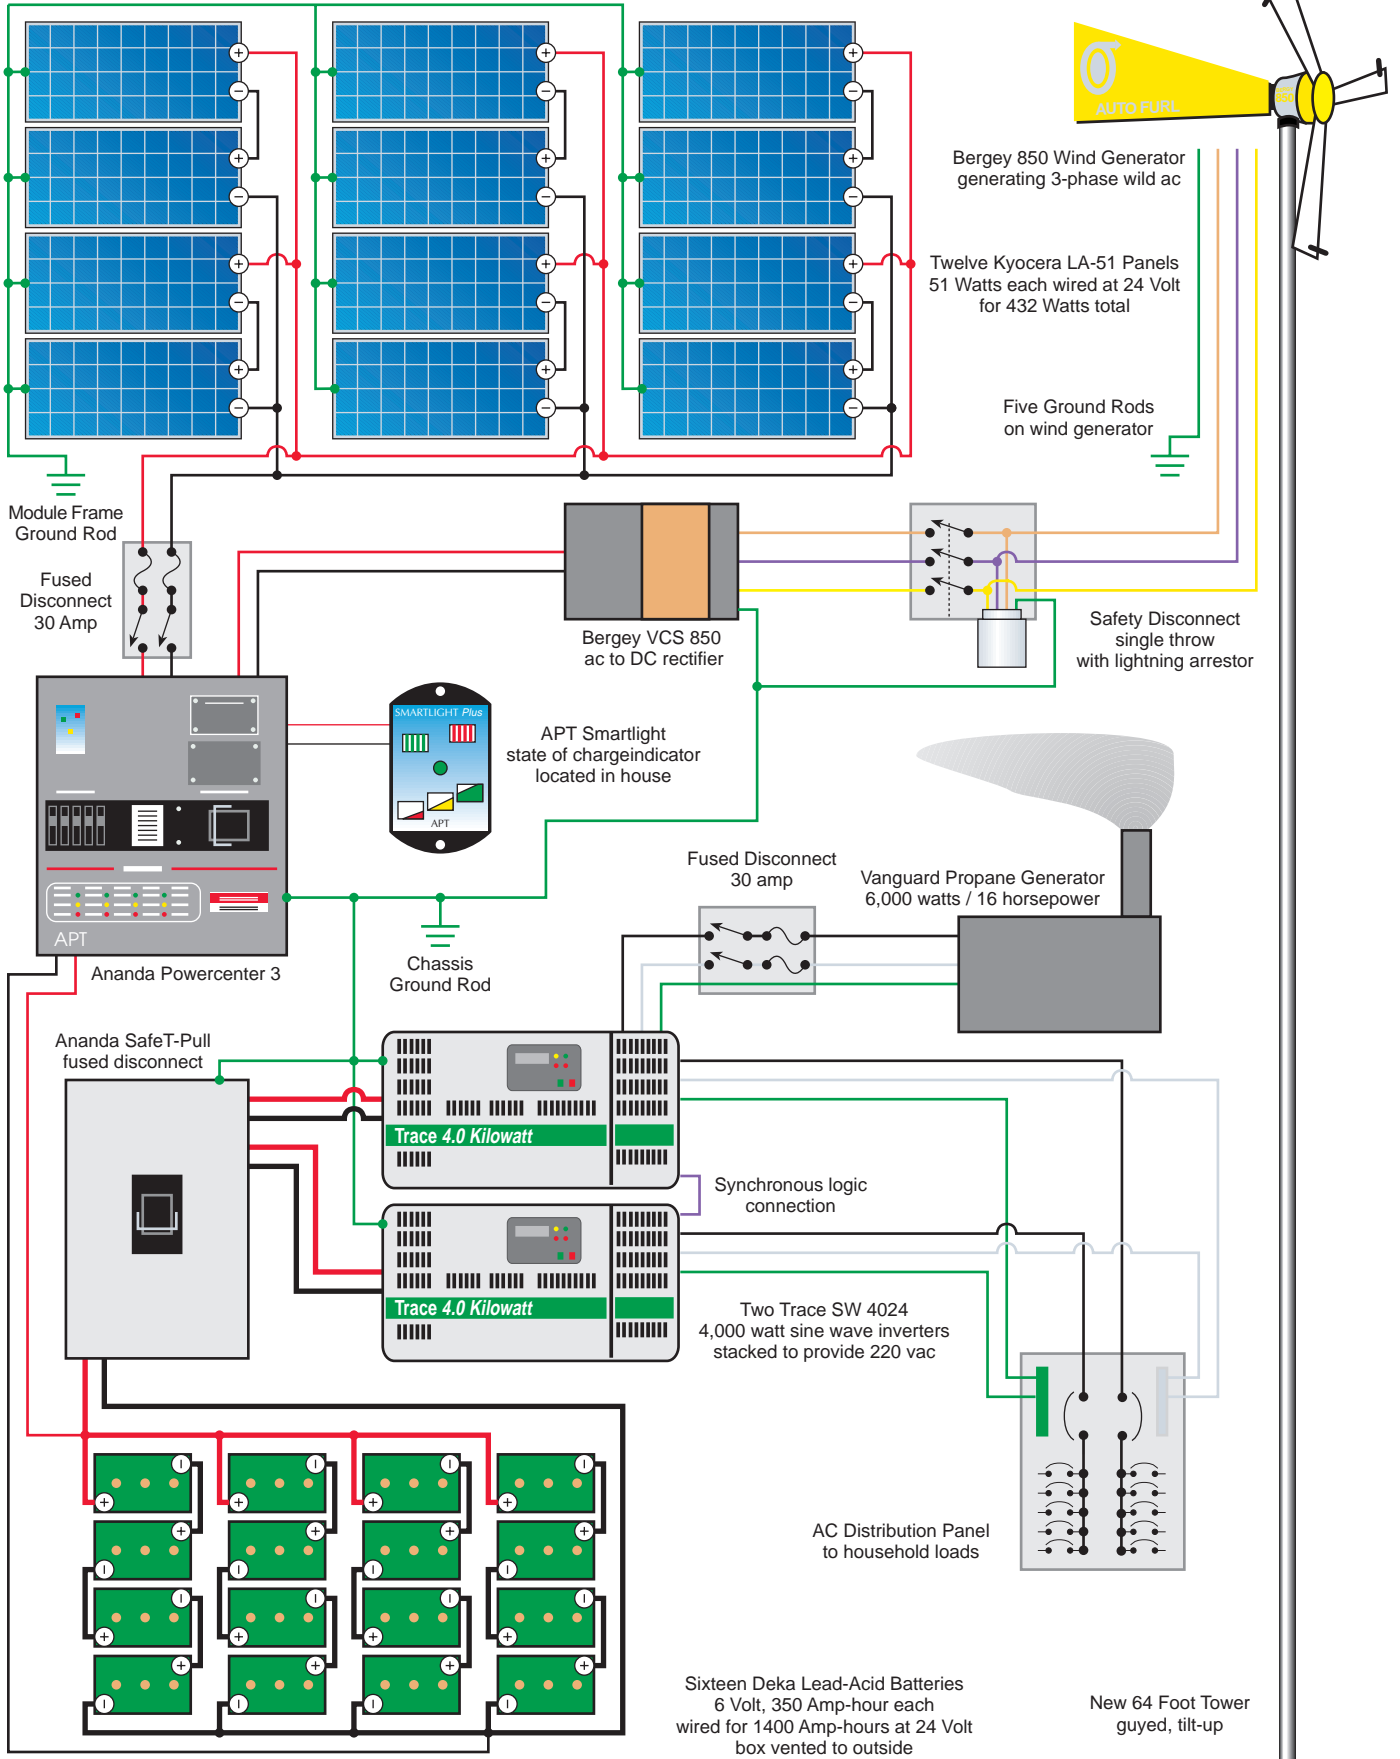 AUTO FURL
Bergey 850 Wind Generator
generating 3-phase wild ac
Twelve Kyocera LA-51 Panels
51 Watts each wired at 24 Volt
for 432 Watts total
Five Ground Rods
on wind generator
Module Frame
Ground Rod
Fused
Disconnect
30 Amp
Bergey VCS 850
ac to DC rectifier
Safety Disconnect
single throw
with lightning arrestor
SMARTLIGHT Plus
APT
APT Smartlight
state of chargeindicator
located in house
Fused Disconnect
30 amp
Vanguard Propane Generator
6,000 watts / 16 horsepower
APT
Ananda Powercenter 3
Chassis
Ground Rod
Ananda SafeT-Pull
fused disconnect
Trace 4.0 Kilowatt
Synchronous logic
connection
Trace 4.0 Kilowatt
Two Trace SW 4024
4,000 watt sine wave inverters
stacked to provide 220 vac
AC Distribution Panel
to household loads
Sixteen Deka Lead-Acid Batteries
6 Volt, 350 Amp-hour each
wired for 1400 Amp-hours at 24 Volt
box vented to outside
New 64 Foot Tower
guyed, tilt-up